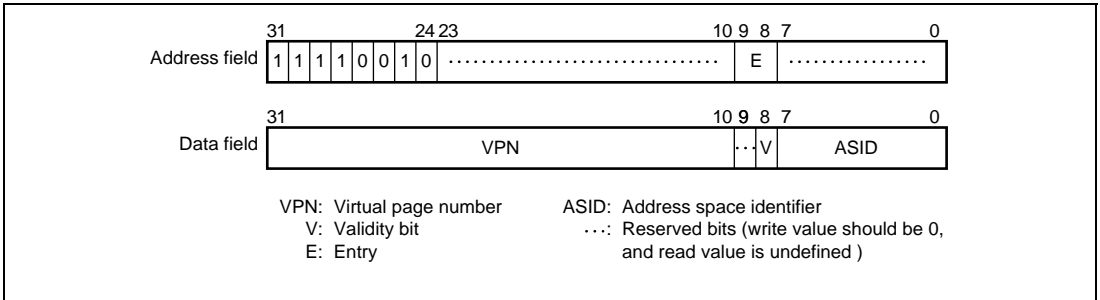 31 24 23 10 9 8 7 0
Address field 1 1 1 1 0 0 1 0 ................................ E .................
31 10 9 8 7 0
Data field VPN ... V ASID
VPN: Virtual page number ASID: Address space identifier
V: Validity bit ...: Reserved bits (write value should be 0,
E: Entry and read value is undefined )